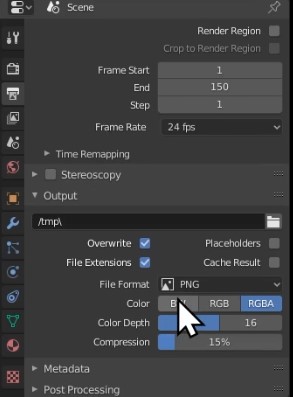 Scene
Render Region
Crop to Render Region
Frame Start 1
End 150
Step 1
Frame Rate 24 fps
Time Remapping
Stereoscopy
Output
/tmp\
Overwrite Placeholders
File Extensions Cache Result
File Format PNG
Color RGB RGBA
Color Depth 16
Compression 15%
Metadata
Post Processing